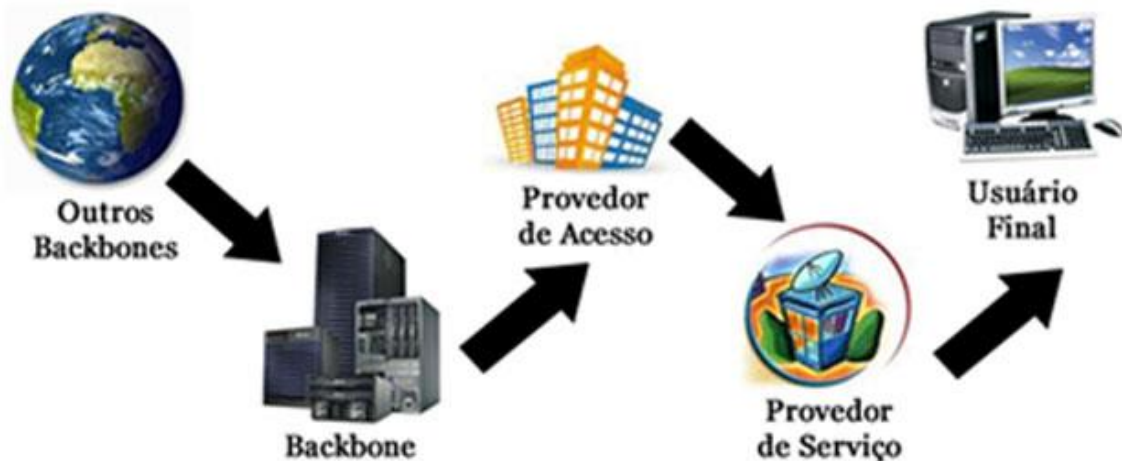 Outros
Backbones
Backbone
Provedor
de Acesso
Provedor
de Serviço
Usuário
Final